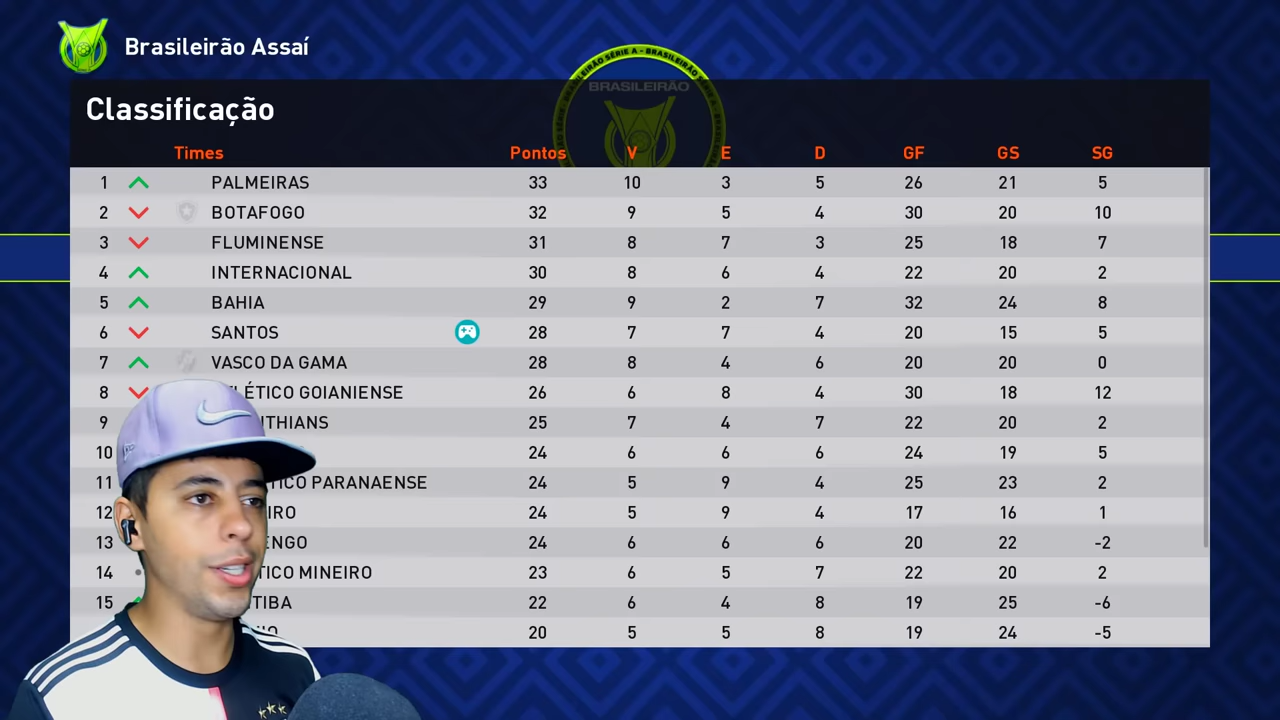 Brasileirão Assaí
BRASILEIRÃO SÉRIE A - BRASILEIRÃO
BRASILEIRÃO
Classificação
Times Pontos V E D GF GS SG
1 PALMEIRAS 33 10 3 5 26 21 5
2 BOTAFOGO 32 9 5 4 30 20 10
3 FLUMINENSE 31 8 7 3 25 18 7
4 INTERNACIONAL 30 8 6 4 22 20 2
5 BAHIA 29 9 2 7 32 24 8
6 SANTOS 28 7 7 4 20 15 5
7 VASCO DA GAMA 28 8 4 6 20 20 0
8 LÉTICO GOIANIENSE 26 6 8 4 30 18 12
9 THIANS 25 7 4 7 22 20 2
10 24 6 6 6 24 19 5
11 TICO PARANAENSE 24 5 9 4 25 23 2
12 IRO 24 5 9 4 17 16 1
13 ENGO 24 6 6 6 20 22 -2
14 TICO MINEIRO 23 6 5 7 22 20 2
15 TIBA 22 6 4 8 19 25 -6
20 5 5 8 19 24 -5